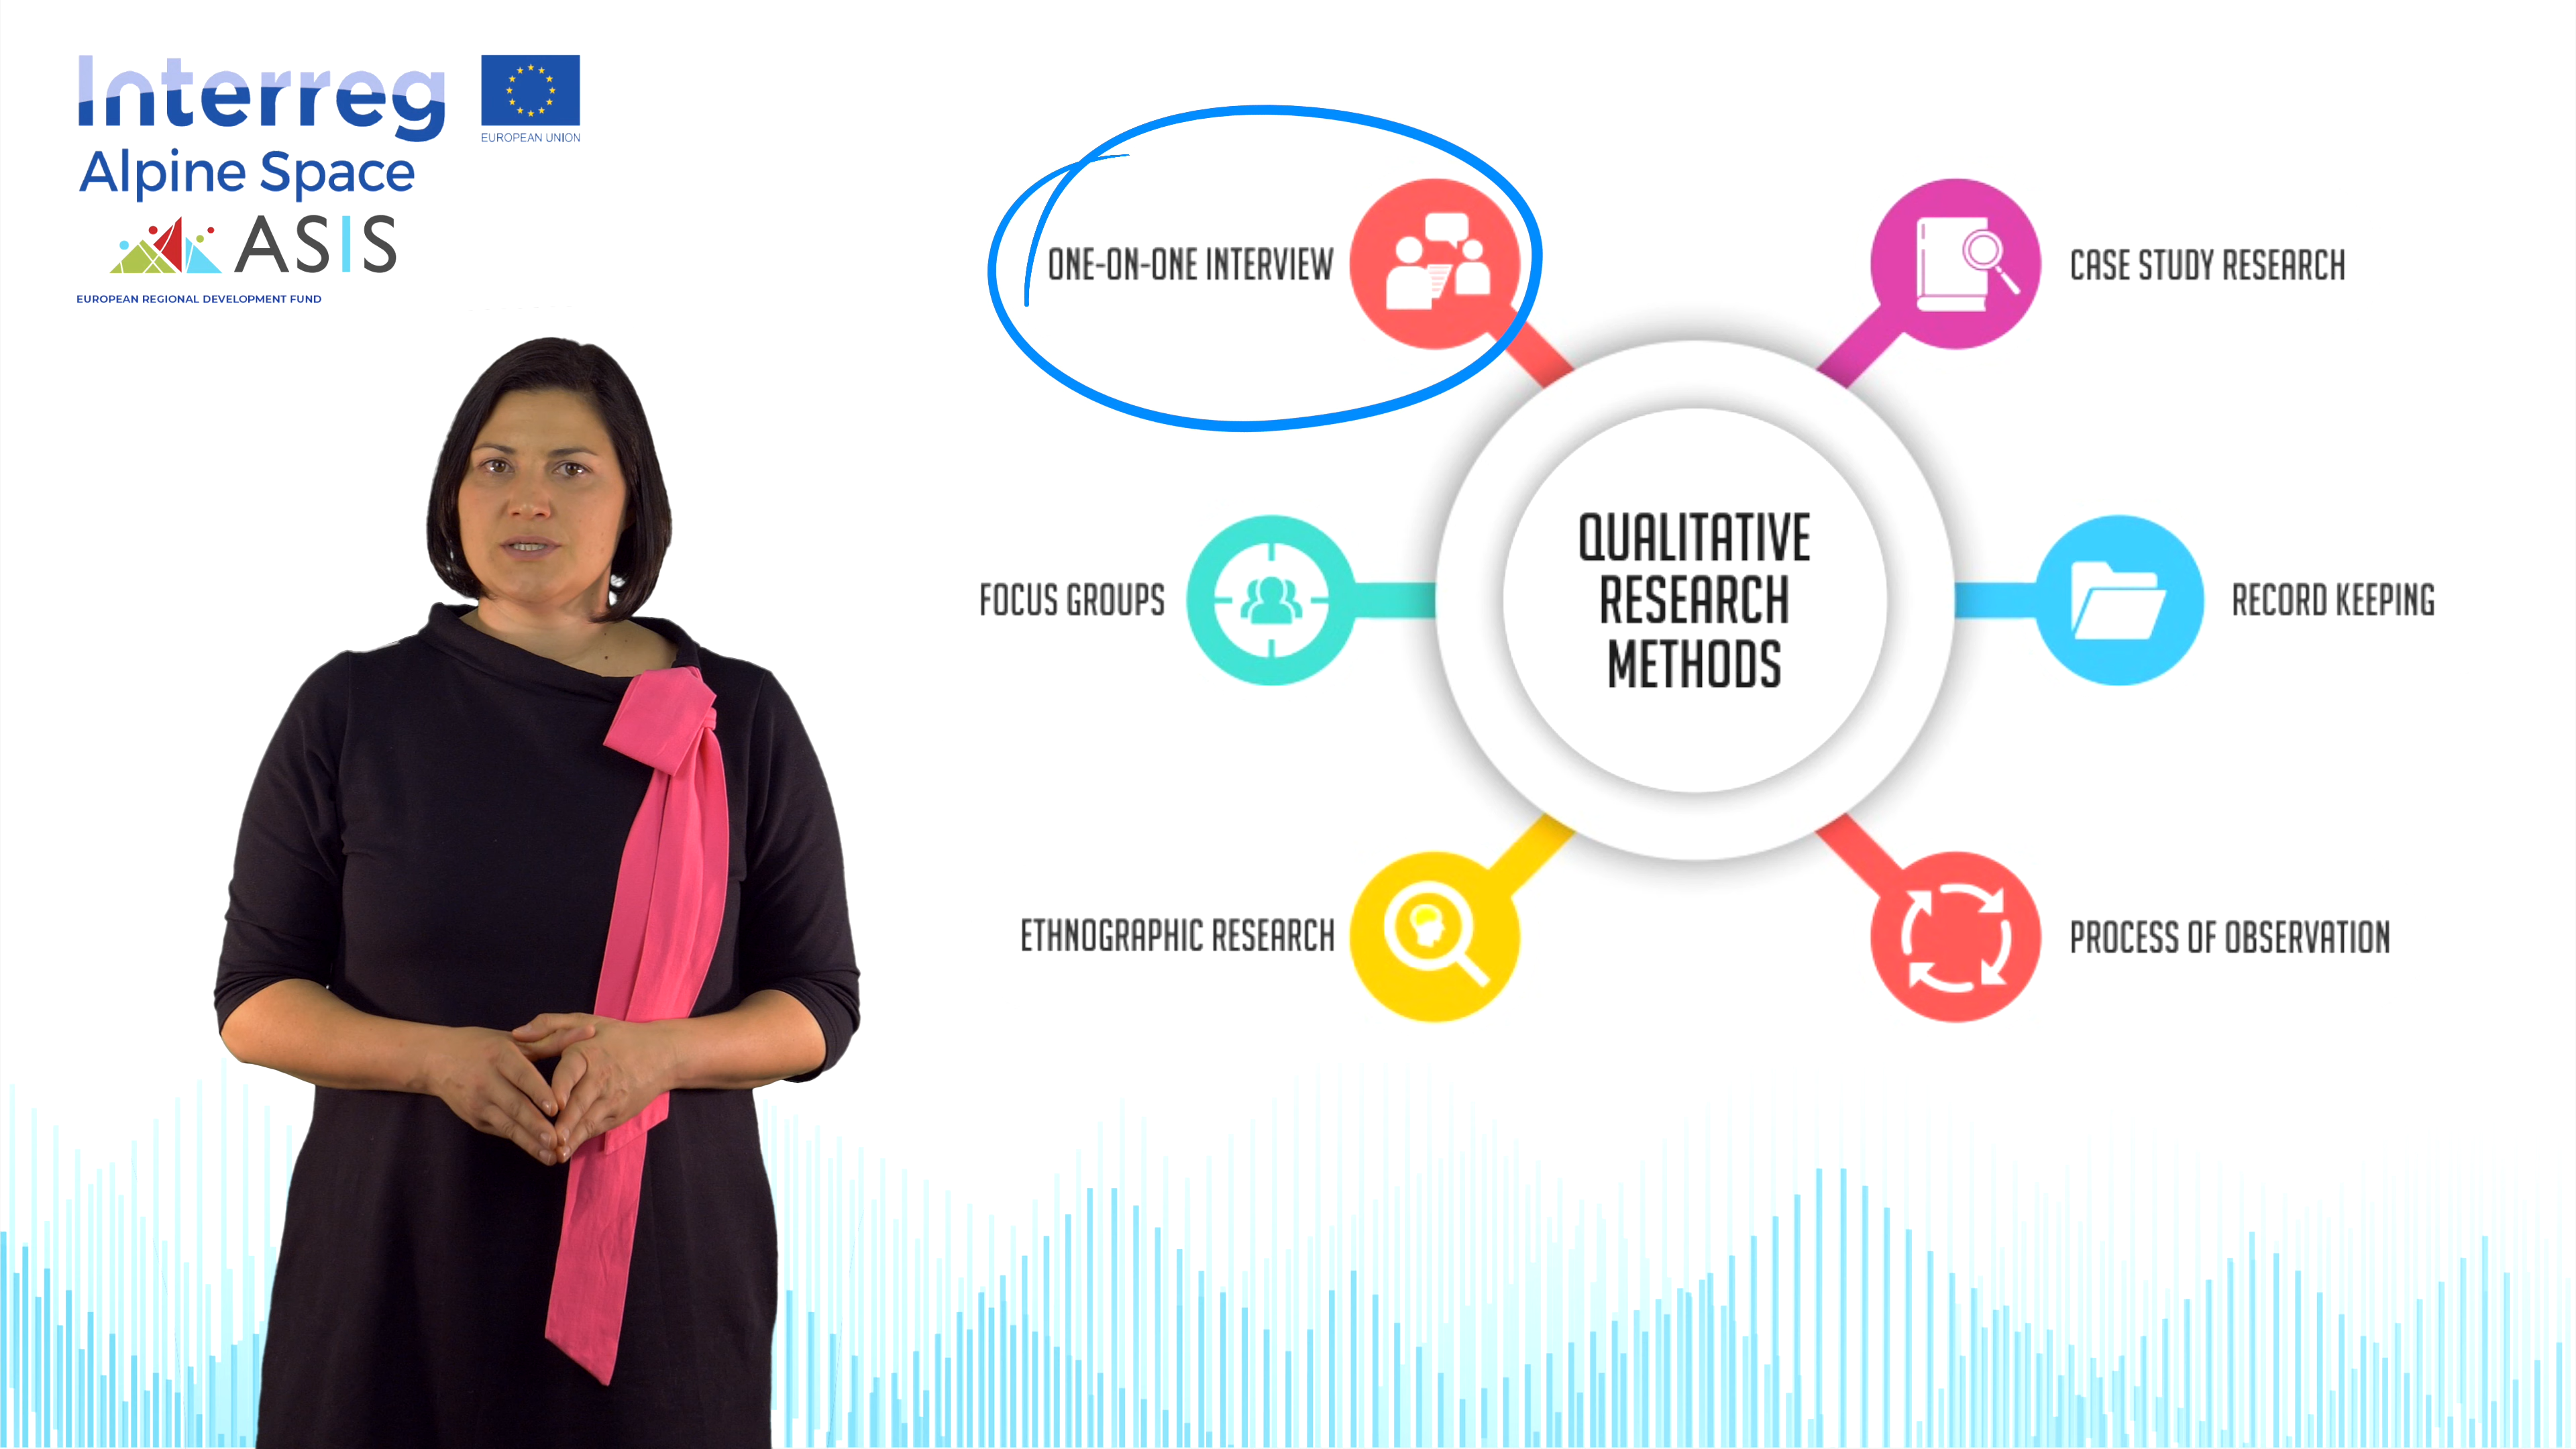 Interreg
EUROPEAN UNION
Alpine Space
ASIS
EUROPEAN REGIONAL DEVELOPMENT FUND
ONE-ON-ONE INTERVIEW
CASE STUDY RESEARCH
FOCUS GROUPS
QUALITATIVE
RESEARCH
METHODS
RECORD KEEPING
ETHNOGRAPHIC RESEARCH
PROCESS OF OBSERVATION